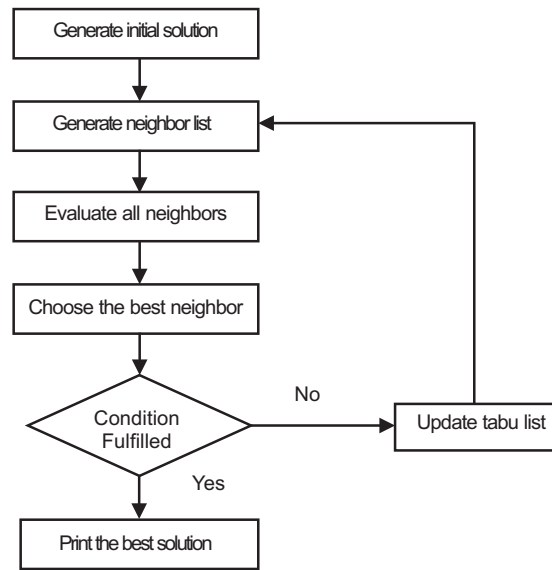 Generate initial solution
Generate neighbor list
Evaluate all neighbors
Choose the best neighbor
Condition
Fulfilled
No
Update tabu list
Yes
Print the best solution